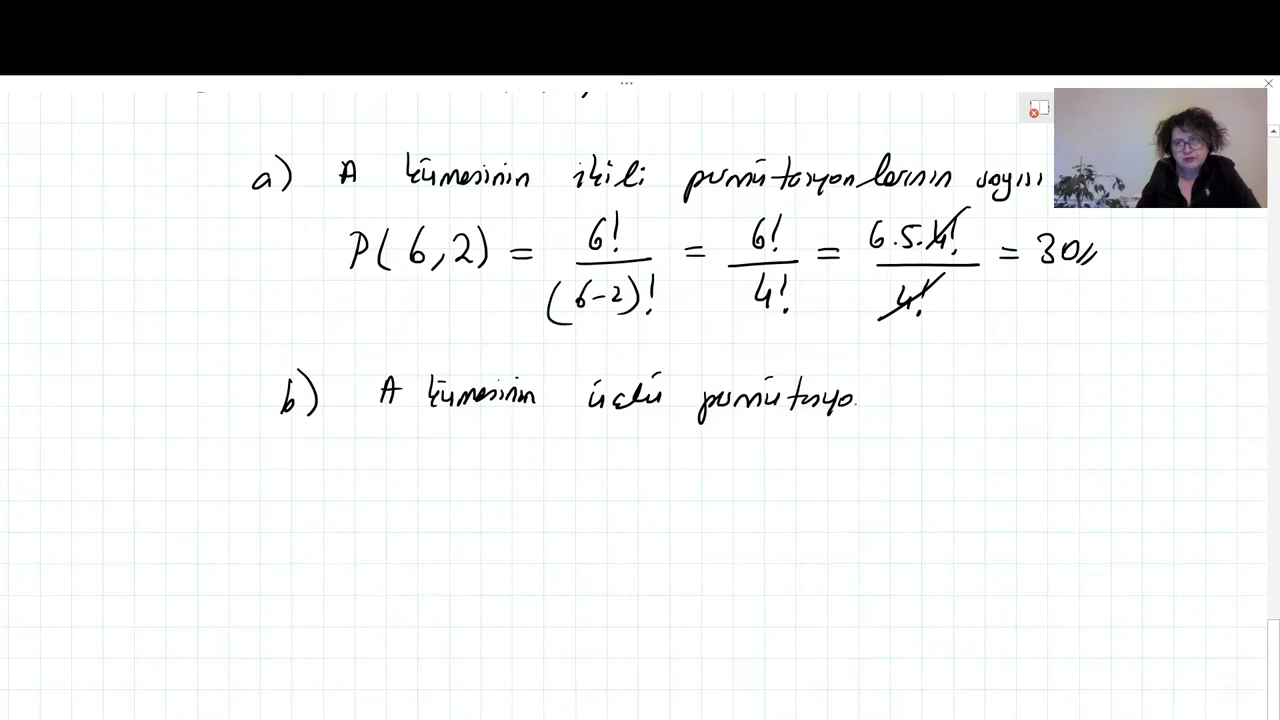 a) A kümesinin ikili permütasyonlarının sayısı
P(6,2) = 6!/(6-2)! = 6!/4! = 6.5.4!/4! = 30//
b) A kümesinin üçlü permütasyo